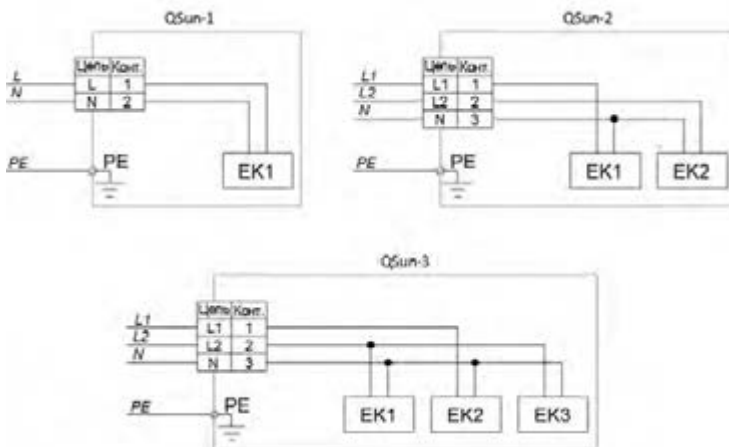 QSun-1
Цепь Конт.
L L 1
N N 2
PE PE
EK1
QSun-2
Цепь Конт.
L1 L1 1
L2 L2 2
N N 3
PE PE
EK1 EK2
QSun-3
Цепь Конт.
L1 L1 1
L2 L2 2
N N 3
PE PE
EK1 EK2 EK3